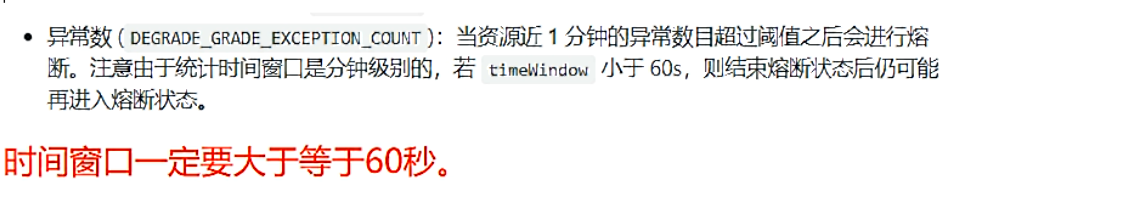 • 异常数 (DEGRADE_GRADE_EXCEPTION_COUNT)：当资源近 1 分钟的异常数目超过阈值之后会进行熔
断。注意由于统计时间窗口是分钟级别的，若 timeWindow 小于 60s，则结束熔断状态后仍可能
再进入熔断状态。
时间窗口一定要大于等于60秒。